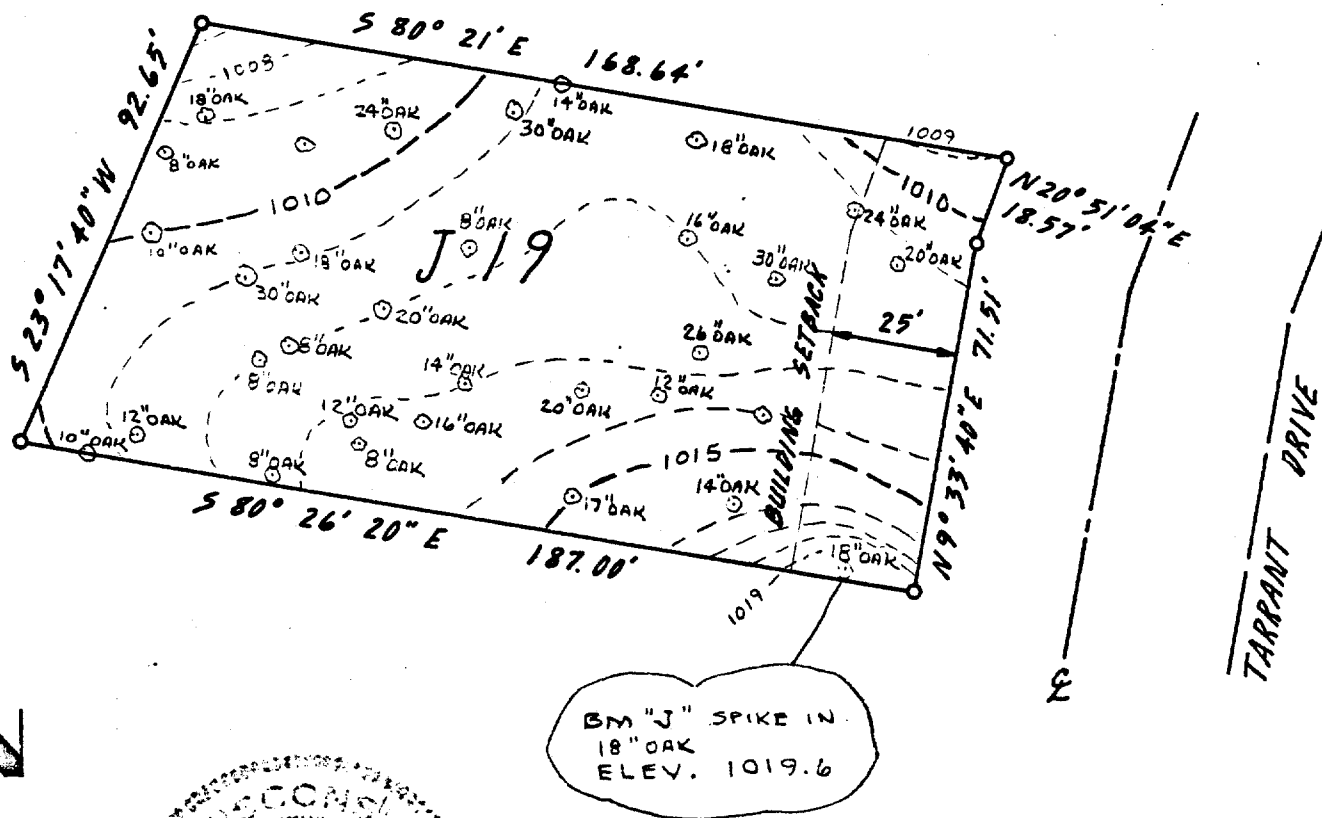 S 80° 21' E 168.64'
92.65'
S 23° 17' 40" W
1008
18"OAK
24"OAK
14"OAK
30"OAK
8"OAK
18"OAK
1009
1010
N 20° 51' 04" E
18.57'
1010
10"OAK
8"OAK
16"OAK
24"OAK
18"OAK
J 19
30"OAK
20"OAK
30"OAK
20"OAK
25'
BUILDING SETBACK
N 9° 33' 40" E 71.51'
8"OAK
8"OAK
14"OAK
26"OAK
12"OAK
20"OAK
12"OAK
12"OAK
16"OAK
10"OAK
8"OAK
8"OAK
1015
17"OAK
14"OAK
18"OAK
S 80° 26' 20" E 187.00'
1019
TARRANT DRIVE
℄
BM "J" SPIKE IN
18" OAK
ELEV. 1019.6